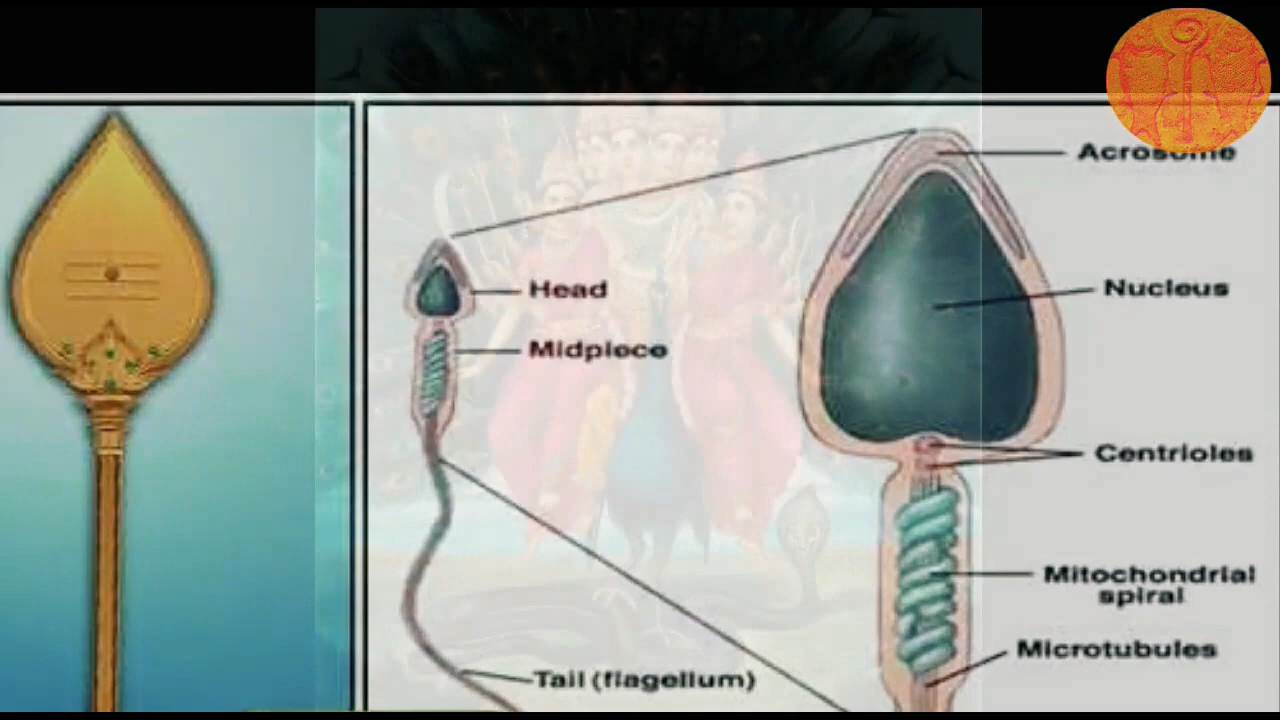 Acrosome
Head
Nucleus
Midpiece
Centrioles
Mitochondrial
spiral
Microtubules
Tail (flagellum)